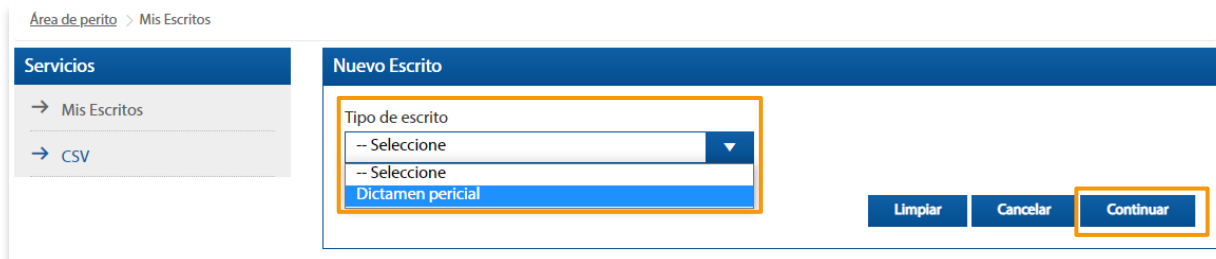 Área de perito > Mis Escritos
Servicios
→ Mis Escritos
→ CSV
Nuevo Escrito
Tipo de escrito
-- Seleccione
-- Seleccione
Dictamen pericial
Limpiar Cancelar Continuar